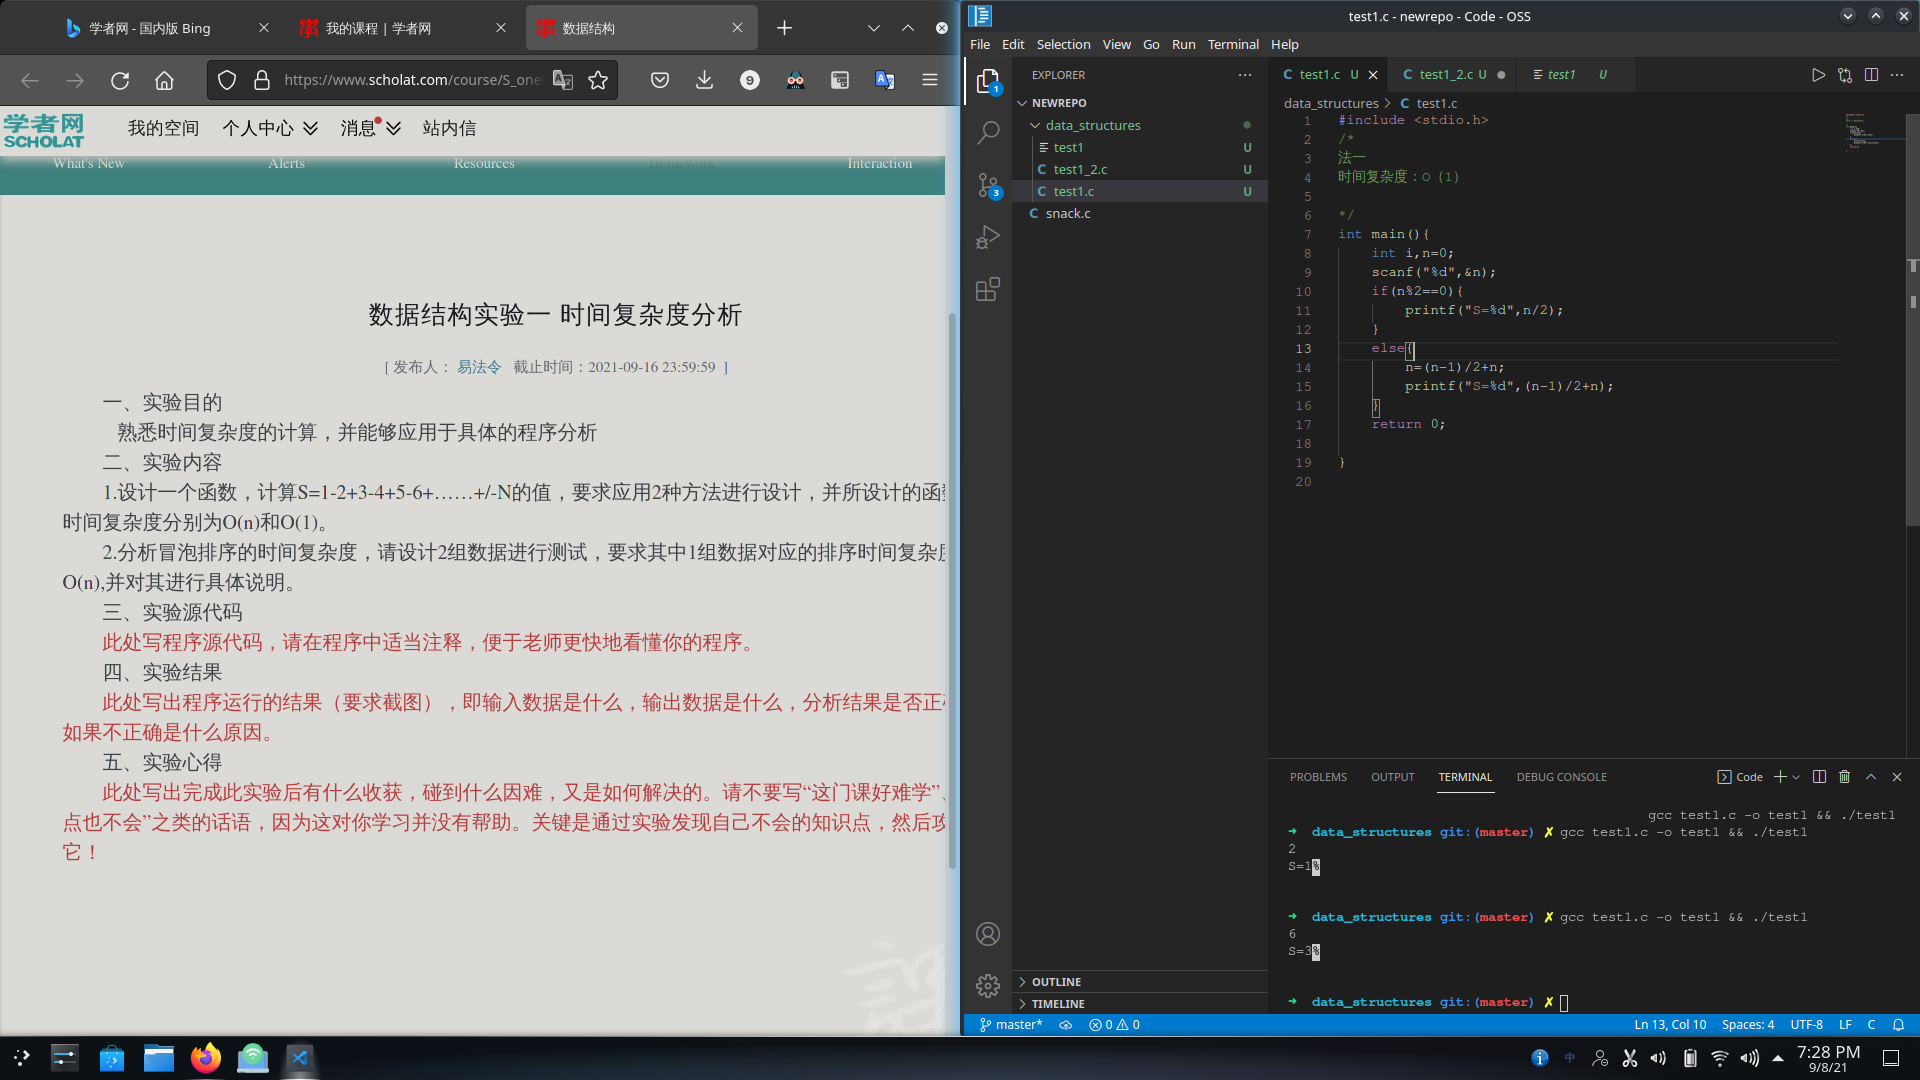 学者网 - 国内版 Bing
我的课程 | 学者网
数据结构
https://www.scholat.com/course/S_one
9
学者网
SCHOLAT
我的空间
个人中心
消息
站内信
What's New
Alerts
Resources
Homework
Interaction
数据结构实验一 时间复杂度分析
[ 发布人： 易法令 截止时间：2021-09-16 23:59:59 ]
一、实验目的
熟悉时间复杂度的计算，并能够应用于具体的程序分析
二、实验内容
1.设计一个函数，计算S=1-2+3-4+5-6+……+/-N的值，要求应用2种方法进行设计，并所设计的函
时间复杂度分别为O(n)和O(1)。
2.分析冒泡排序的时间复杂度，请设计2组数据进行测试，要求其中1组数据对应的排序时间复杂
O(n),并对其进行具体说明。
三、实验源代码
此处写程序源代码，请在程序中适当注释，便于老师更快地看懂你的程序。
四、实验结果
此处写出程序运行的结果（要求截图），即输入数据是什么，输出数据是什么，分析结果是否正
如果不正确是什么原因。
五、实验心得
此处写出完成此实验后有什么收获，碰到什么困难，又是如何解决的。请不要写“这门课好难学”、
点也不会”之类的话语，因为这对你学习并没有帮助。关键是通过实验发现自己不会的知识点，然后攻
它！
test1.c - newrepo - Code - OSS
File Edit Selection View Go Run Terminal Help
EXPLORER
NEWREPO
data_structures
test1 U
test1_2.c U
test1.c U
snack.c
OUTLINE
TIMELINE
1
3
C test1.c U
C test1_2.c U
test1 U
data_structures > C test1.c
1 #include <stdio.h>
2 /*
3 法一
4 时间复杂度：O（1）
5
6 */
7 int main(){
8 int i,n=0;
9 scanf("%d",&n);
10 if(n%2==0){
11 printf("S=%d",n/2);
12 }
13 else{
14 n=(n-1)/2+n;
15 printf("S=%d",(n-1)/2+n);
16 }
17 return 0;
18
19 }
20
PROBLEMS OUTPUT TERMINAL DEBUG CONSOLE
Code
gcc test1.c -o test1 && ./test1
➜ data_structures git:(master) ✗ gcc test1.c -o test1 && ./test1
2
S=1%
➜ data_structures git:(master) ✗ gcc test1.c -o test1 && ./test1
6
S=3%
➜ data_structures git:(master) ✗
master* 0 0
Ln 13, Col 10 Spaces: 4 UTF-8 LF C
中
7:28 PM
9/8/21